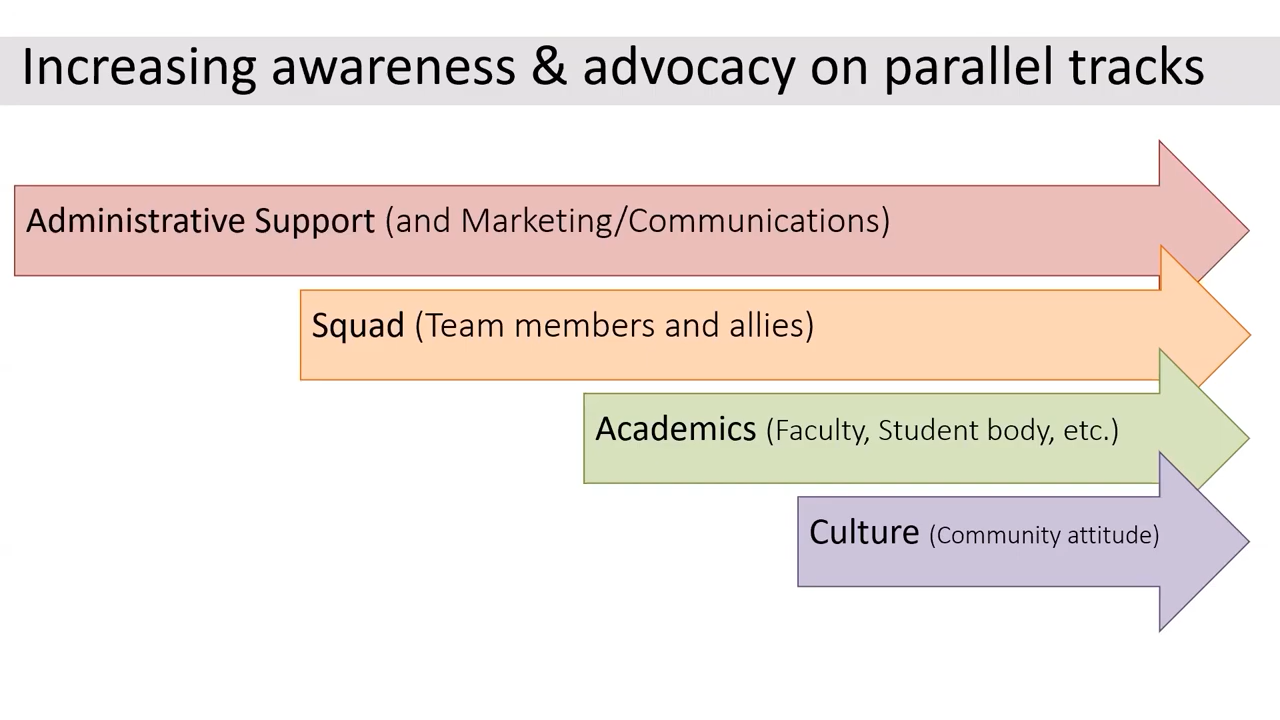 Increasing awareness & advocacy on parallel tracks
Administrative Support (and Marketing/Communications)
Squad (Team members and allies)
Academics (Faculty, Student body, etc.)
Culture (Community attitude)